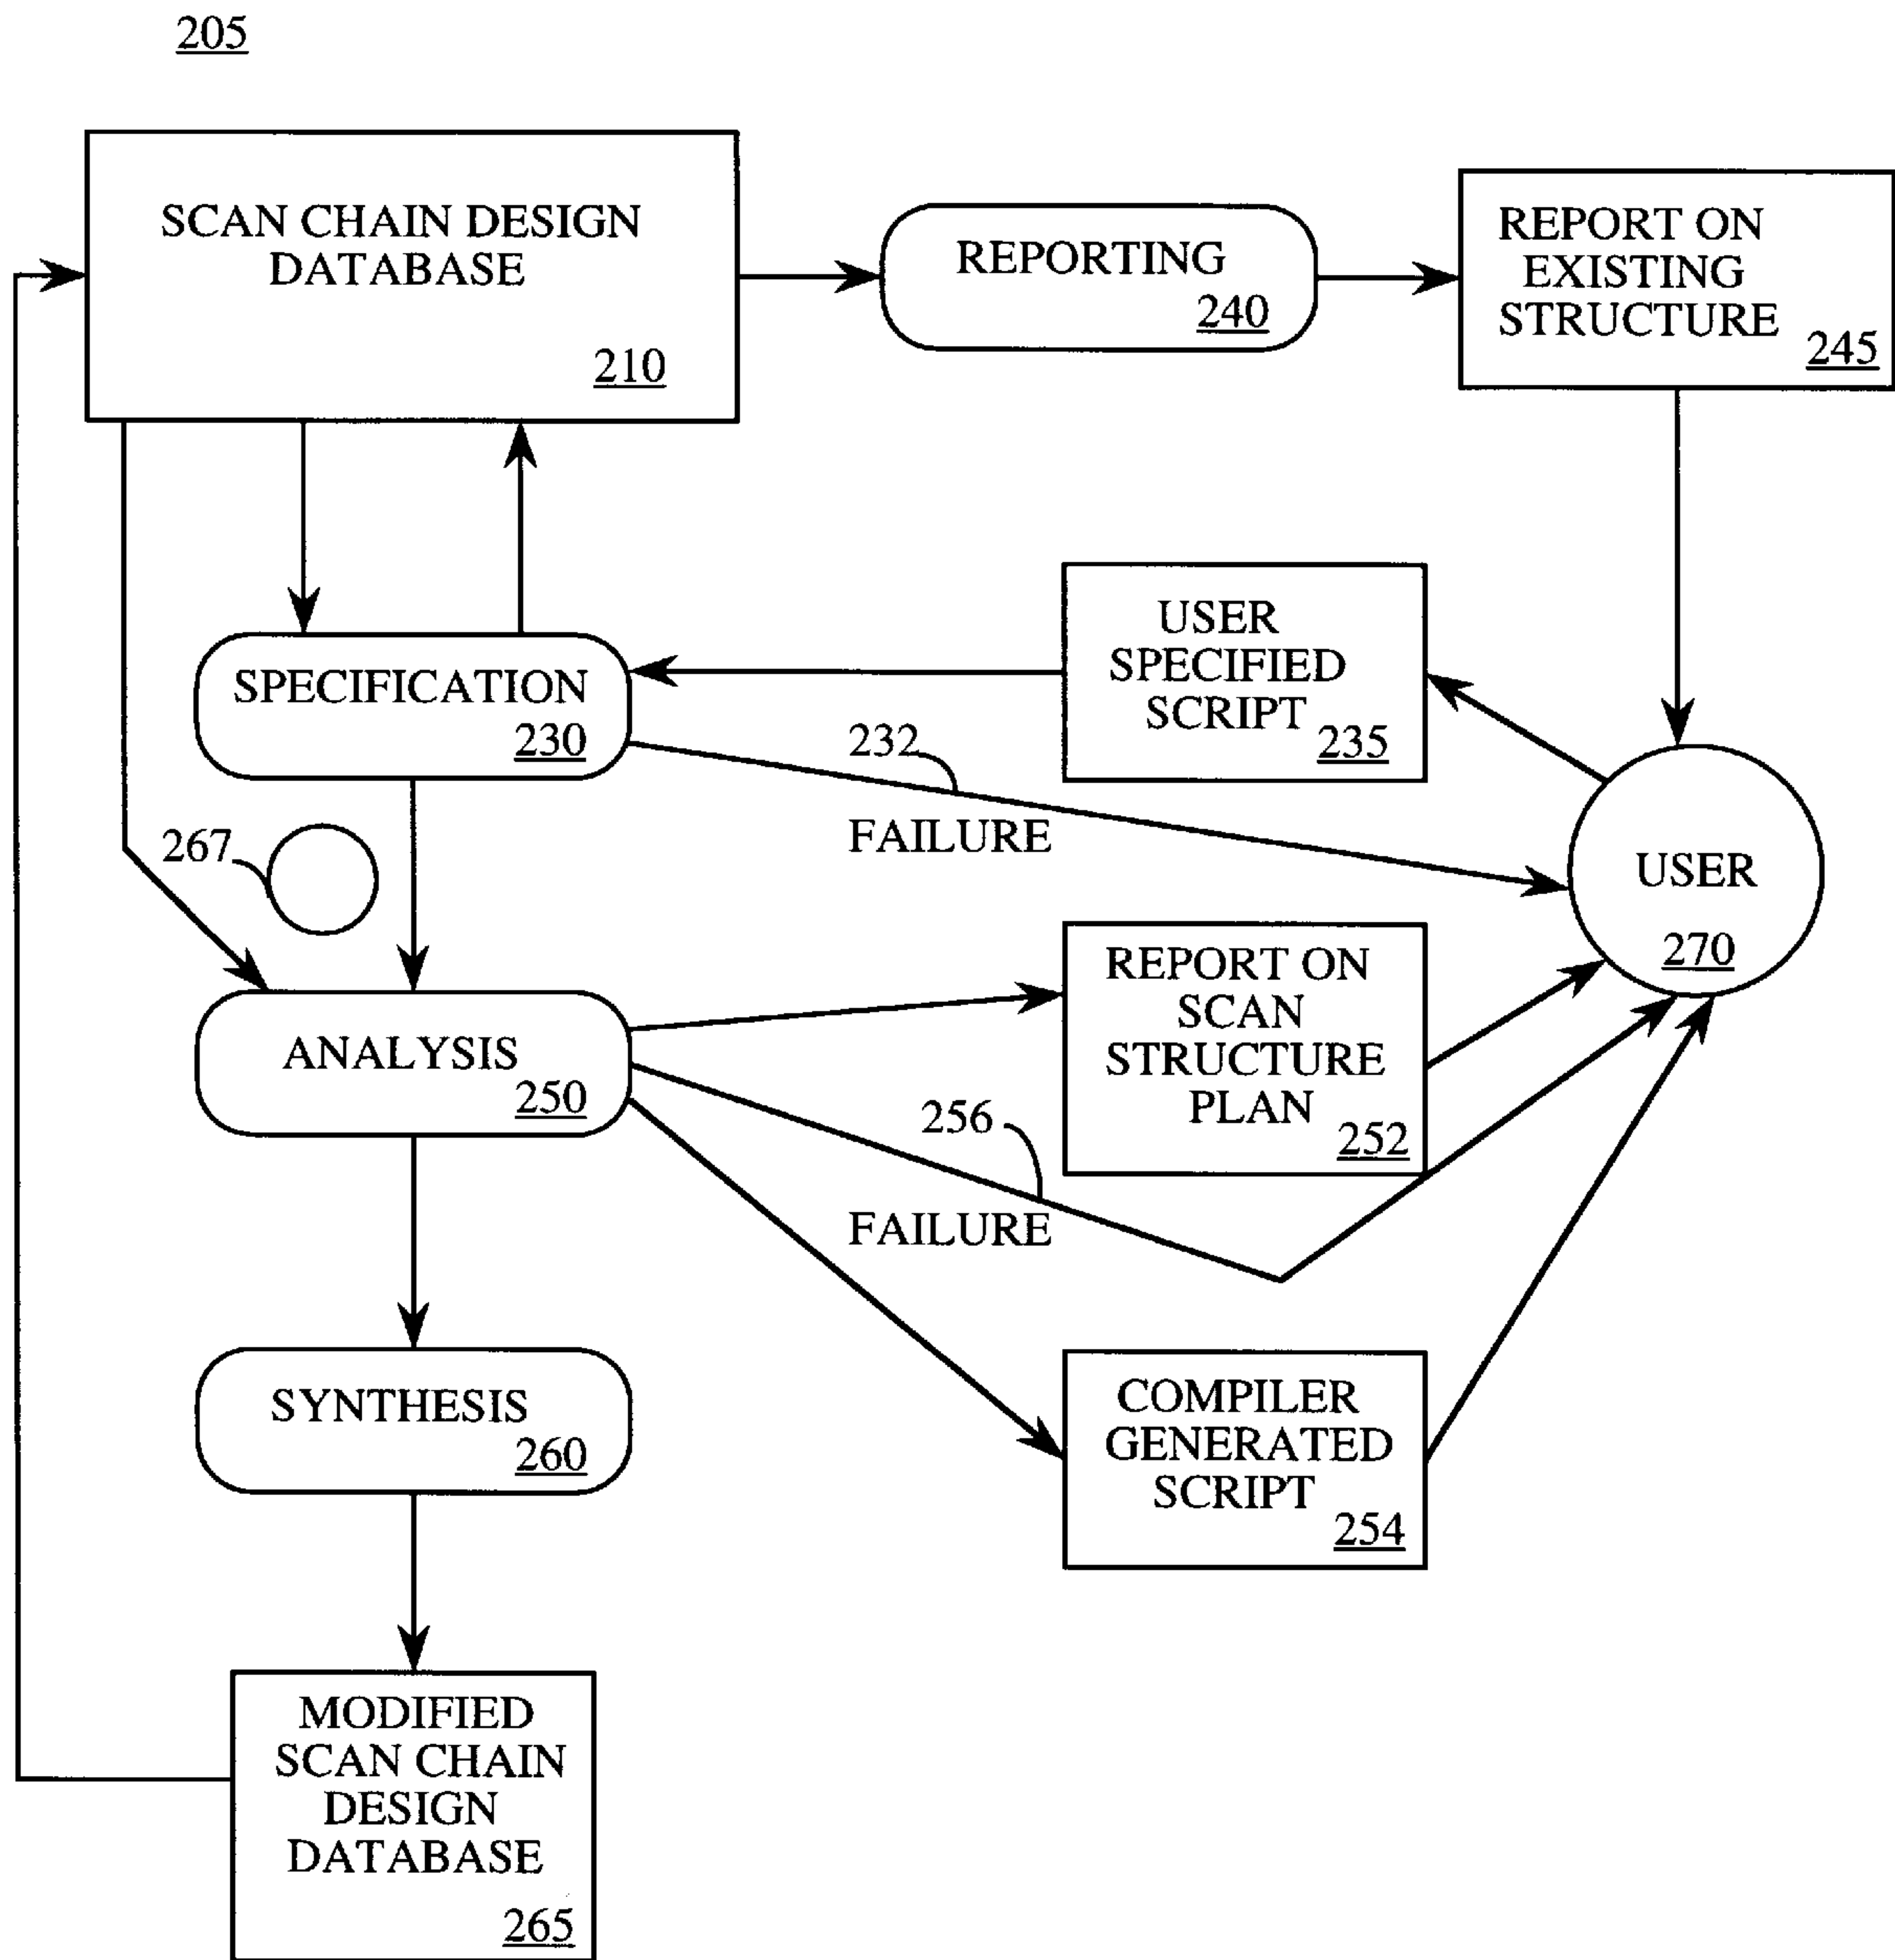 205
SCAN CHAIN DESIGN
DATABASE
210
REPORTING
240
REPORT ON
EXISTING
STRUCTURE
245
USER
SPECIFIED
SCRIPT
235
SPECIFICATION
230
232
FAILURE
267
USER
270
REPORT ON
SCAN
STRUCTURE
PLAN
252
ANALYSIS
250
256
FAILURE
COMPILER
GENERATED
SCRIPT
254
SYNTHESIS
260
MODIFIED
SCAN CHAIN
DESIGN
DATABASE
265